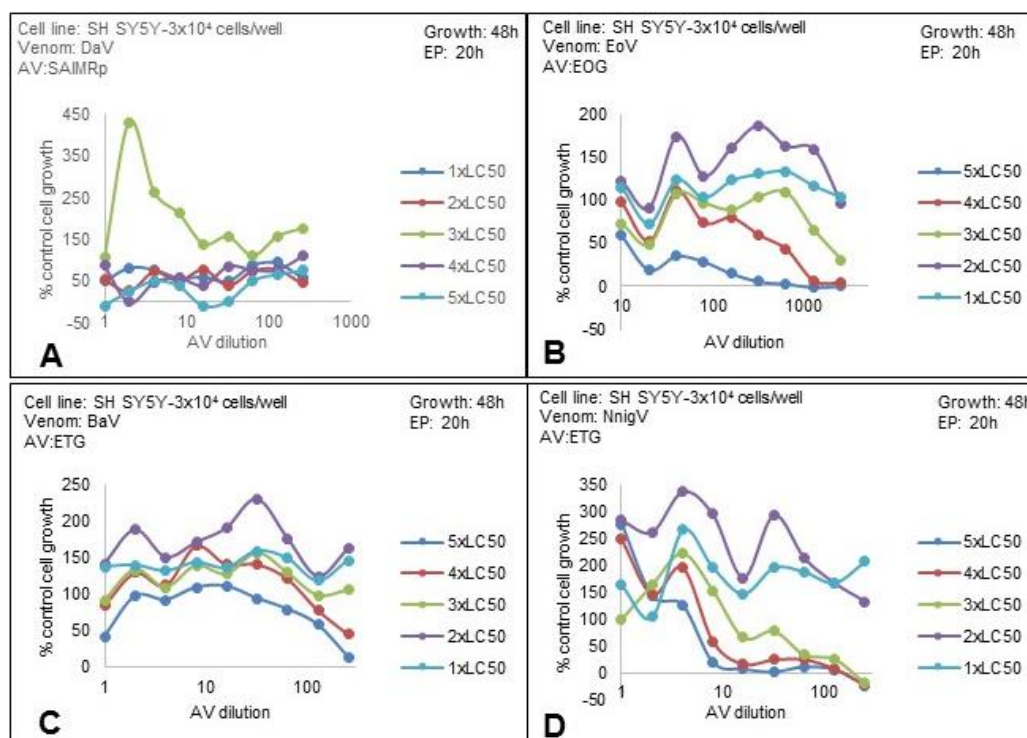 Cell line: SH SY5Y-3x10⁴ cells/well
Growth: 48h
Venom: DaV
EP: 20h
AV:SAIMRp
450
350
250
150
50
-50
% control cell growth
1
10
100
1000
AV dilution
1xLC50
2xLC50
3xLC50
4xLC50
5xLC50
A
Cell line: SH SY5Y-3x10⁴ cells/well
Growth: 48h
Venom: EoV
EP: 20h
AV:EOG
200
150
100
50
0
-50
% control cell growth
10
100
1000
AV dilution
5xLC50
4xLC50
3xLC50
2xLC50
1xLC50
B
Cell line: SH SY5Y-3x10⁴ cells/well
Growth: 48h
Venom: BaV
EP: 20h
AV:ETG
250
200
150
100
50
0
% control cell growth
1
10
100
AV dilution
5xLC50
4xLC50
3xLC50
2xLC50
1xLC50
C
Cell line: SH SY5Y-3x10⁴ cells/well
Growth: 48h
Venom: NnigV
EP: 20h
AV:ETG
350
300
250
200
150
100
50
0
-50
% control cell growth
1
10
100
AV dilution
5xLC50
4xLC50
3xLC50
2xLC50
1xLC50
D